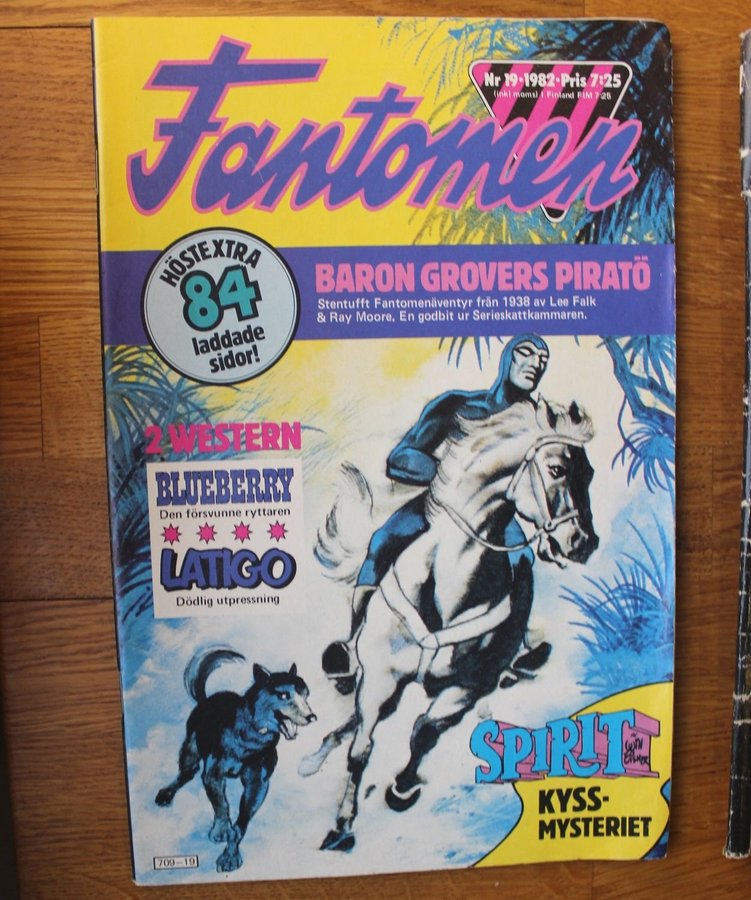 Fantomen
Nr 19•1982•Pris 7:25
(inkl moms) i Finland FIM 7:25
HÖSTEXTRA
84
laddade
sidor!
BARON GROVERS PIRATÖ
Stentufft Fantomenäventyr från 1938 av Lee Falk
& Ray Moore. En godbit ur Serieskattkammaren.
2 WESTERN
BLUEBERRY
Den försvunne ryttaren
LATIGO
Dödlig utpressning
SPIRIT
WILL EISNER
KYSS-
MYSTERIET
709-19